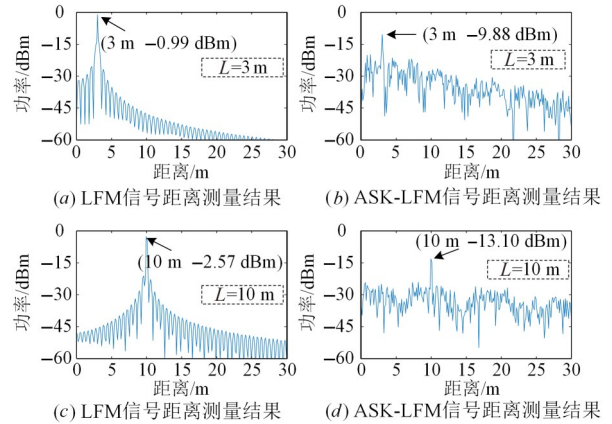 0
−15
−30
−45
−60
功率/dBm
(3 m −0.99 dBm)
L=3 m
0 5 10 15 20 25 30
距离/m
(a) LFM信号距离测量结果
0
−15
−30
−45
−60
功率/dBm
(3 m −9.88 dBm)
L=3 m
0 5 10 15 20 25 30
距离/m
(b) ASK-LFM信号距离测量结果
0
−15
−30
−45
−60
功率/dBm
(10 m −2.57 dBm)
L=10 m
0 5 10 15 20 25 30
距离/m
(c) LFM信号距离测量结果
0
−15
−30
−45
−60
功率/dBm
(10 m −13.10 dBm)
L=10 m
0 5 10 15 20 25 30
距离/m
(d) ASK-LFM信号距离测量结果